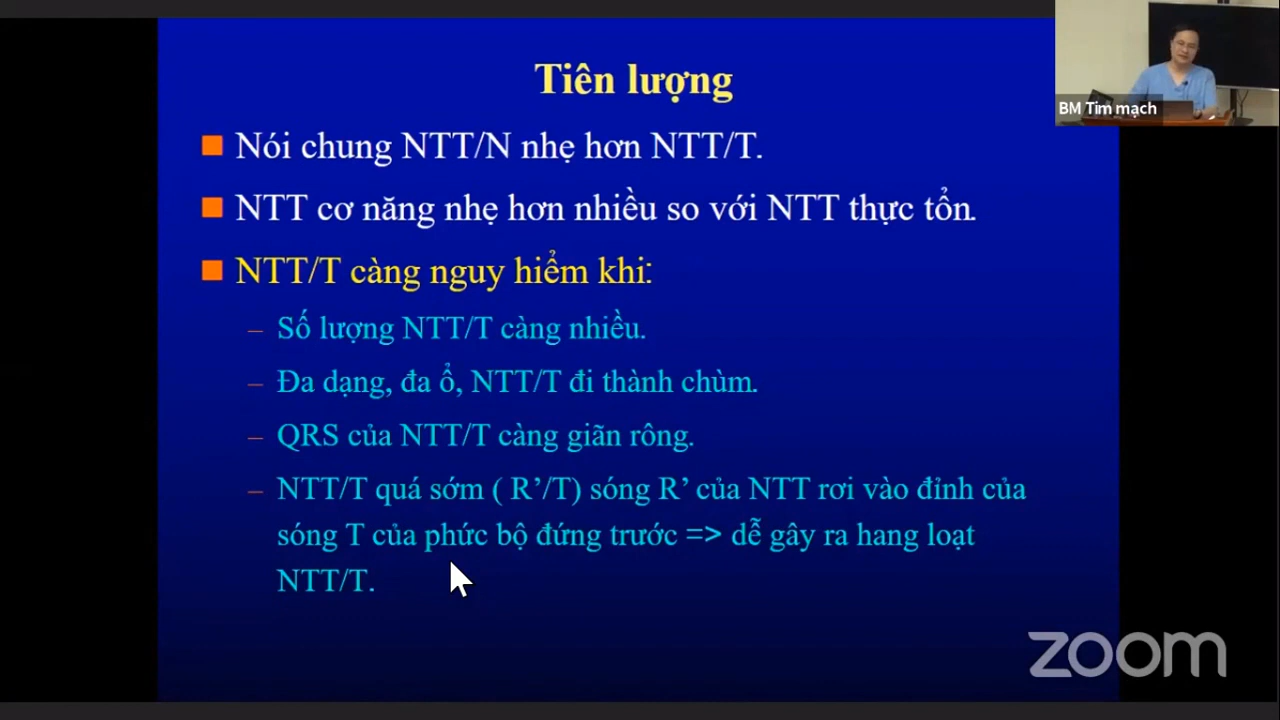 Tiên lượng
BM Tim mạch
Nói chung NTT/N nhẹ hơn NTT/T.
NTT cơ năng nhẹ hơn nhiều so với NTT thực tổn.
NTT/T càng nguy hiểm khi:
– Số lượng NTT/T càng nhiều.
– Đa dạng, đa ổ, NTT/T đi thành chùm.
– QRS của NTT/T càng giãn rông.
– NTT/T quá sớm ( R’/T) sóng R’ của NTT rơi vào đỉnh của
sóng T của phức bộ đứng trước => dễ gây ra hang loạt
NTT/T.
zoom